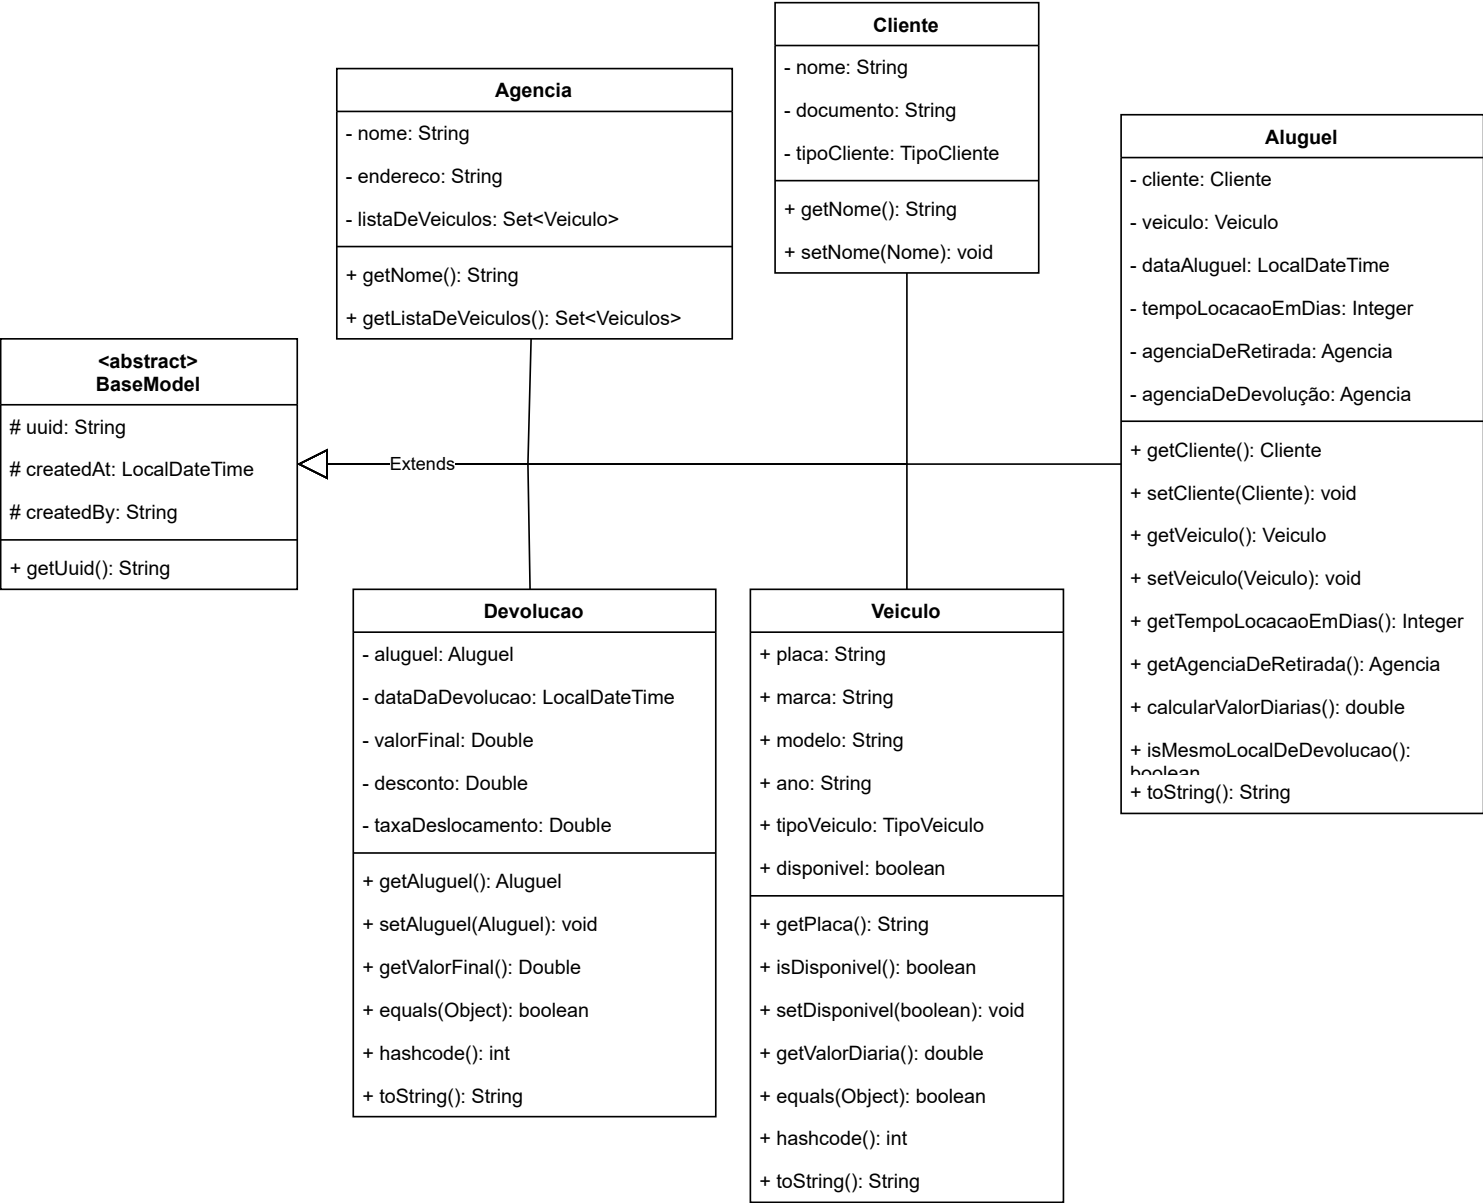 Cliente
- nome: String
- documento: String
- tipoCliente: TipoCliente
+ getNome(): String
+ setNome(Nome): void
Agencia
- nome: String
- endereco: String
- listaDeVeiculos: Set<Veiculo>
+ getNome(): String
+ getListaDeVeiculos(): Set<Veiculos>
Aluguel
- cliente: Cliente
- veiculo: Veiculo
- dataAluguel: LocalDateTime
- tempoLocacaoEmDias: Integer
- agenciaDeRetirada: Agencia
- agenciaDeDevolução: Agencia
+ getCliente(): Cliente
+ setCliente(Cliente): void
+ getVeiculo(): Veiculo
+ setVeiculo(Veiculo): void
+ getTempoLocacaoEmDias(): Integer
+ getAgenciaDeRetirada(): Agencia
+ calcularValorDiarias(): double
+ isMesmoLocalDeDevolucao():
boolean
+ toString(): String
<abstract>
BaseModel
# uuid: String
# createdAt: LocalDateTime
# createdBy: String
+ getUuid(): String
Extends
Devolucao
- aluguel: Aluguel
- dataDaDevolucao: LocalDateTime
- valorFinal: Double
- desconto: Double
- taxaDeslocamento: Double
+ getAluguel(): Aluguel
+ setAluguel(Aluguel): void
+ getValorFinal(): Double
+ equals(Object): boolean
+ hashcode(): int
+ toString(): String
Veiculo
+ placa: String
+ marca: String
+ modelo: String
+ ano: String
+ tipoVeiculo: TipoVeiculo
+ disponivel: boolean
+ getPlaca(): String
+ isDisponivel(): boolean
+ setDisponivel(boolean): void
+ getValorDiaria(): double
+ equals(Object): boolean
+ hashcode(): int
+ toString(): String